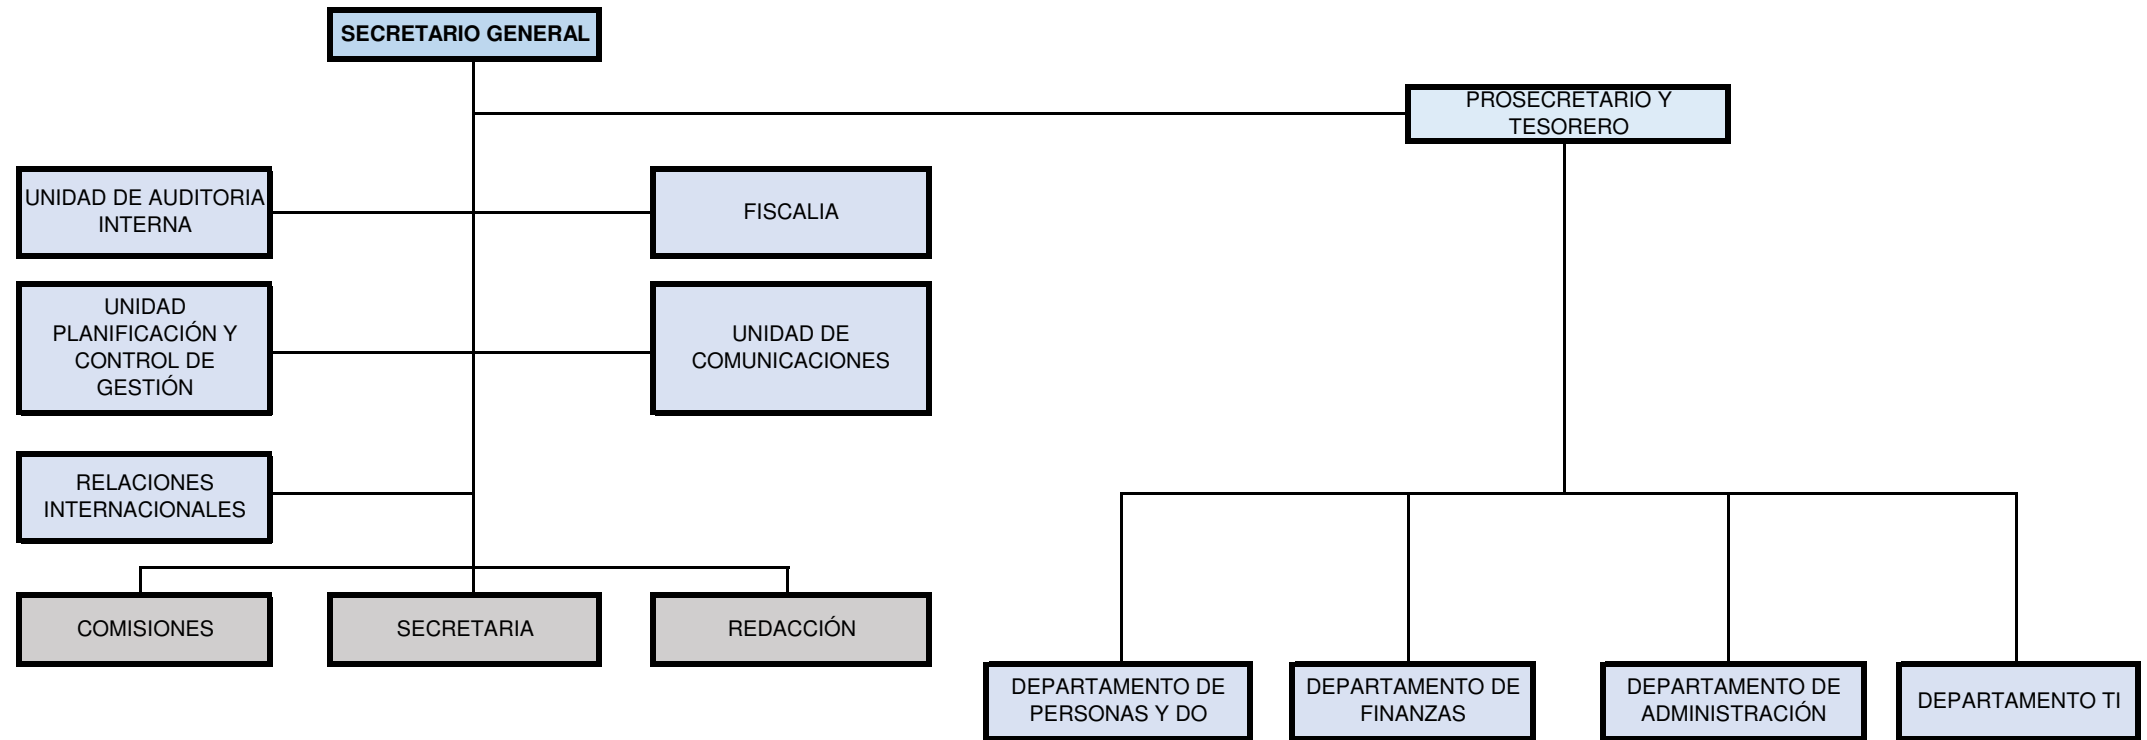 SECRETARIO GENERAL
PROSECRETARIO Y
TESORERO
UNIDAD DE AUDITORIA
INTERNA
FISCALIA
UNIDAD
PLANIFICACIÓN Y
CONTROL DE
GESTIÓN
UNIDAD DE
COMUNICACIONES
RELACIONES
INTERNACIONALES
COMISIONES
SECRETARIA
REDACCIÓN
DEPARTAMENTO DE
PERSONAS Y DO
DEPARTAMENTO DE
FINANZAS
DEPARTAMENTO DE
ADMINISTRACIÓN
DEPARTAMENTO TI